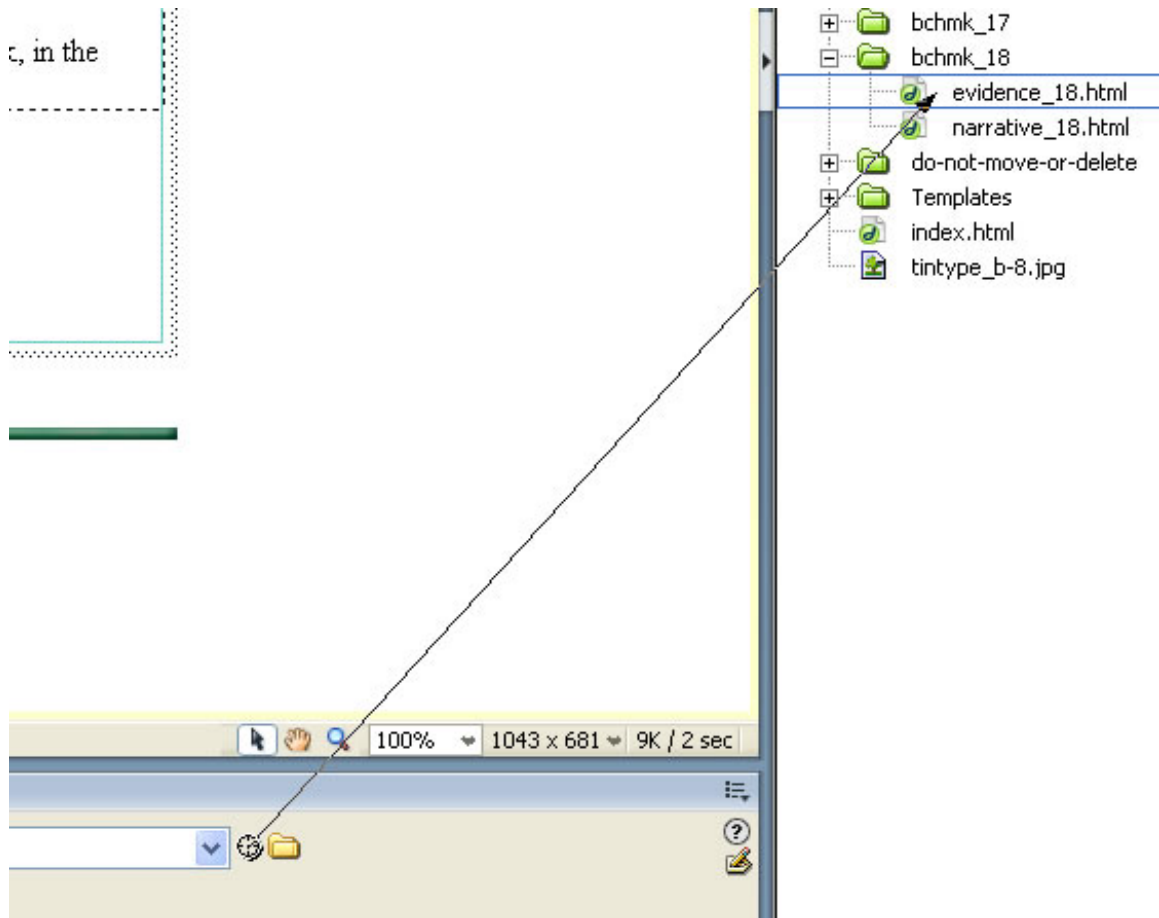 , in the
bchmk_17
bchmk_18
evidence_18.html
narrative_18.html
do-not-move-or-delete
Templates
index.html
tintype_b-8.jpg
100%
1043 x 681
9K / 2 sec
?